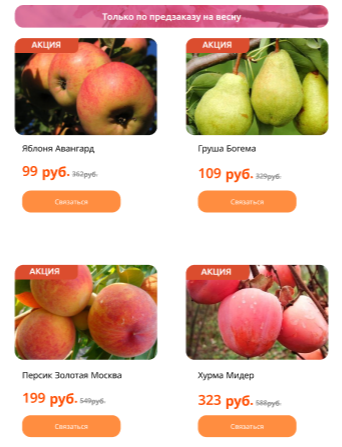 Только по предзаказу на весну
АКЦИЯ
АКЦИЯ
Яблоня Авангард
Груша Богема
99 руб. 362руб.
109 руб. 329руб.
Связаться
Связаться
АКЦИЯ
АКЦИЯ
Персик Золотая Москва
Хурма Мидер
199 руб. 549руб.
323 руб. 588руб.
Связаться
Связаться